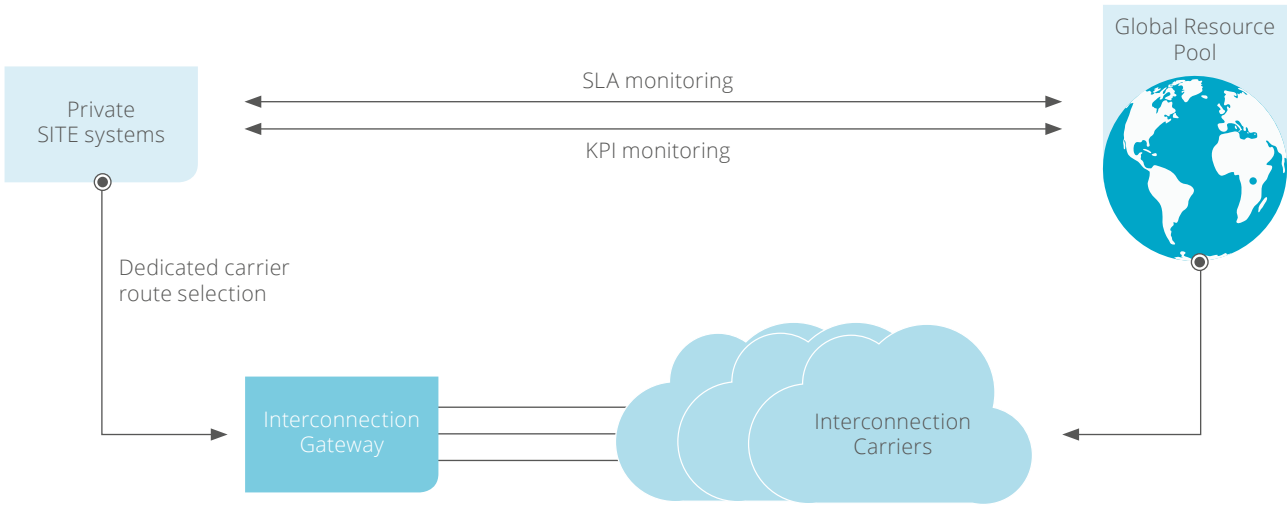 Global Resource
Pool
SLA monitoring
Private
SITE systems
KPI monitoring
Dedicated carrier
route selection
Interconnection
Gateway
Interconnection
Carriers